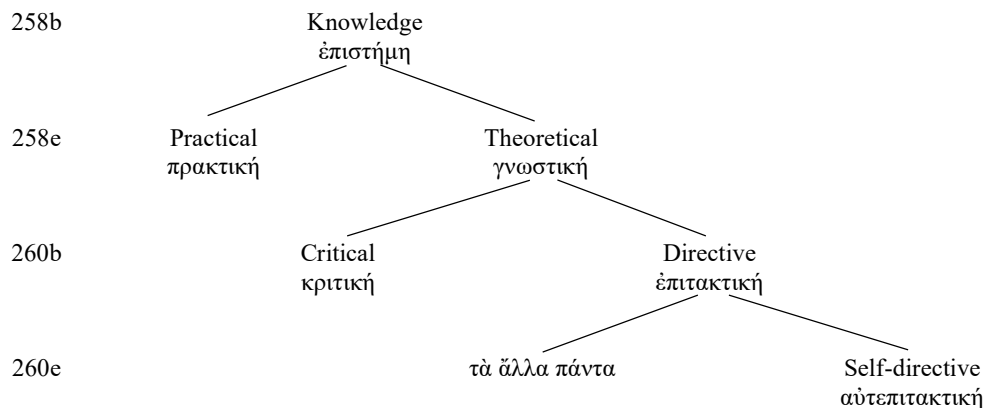 258b Knowledge
ἐπιστήμη
258e Practical Theoretical
πρακτική γνωστική
260b Critical Directive
κριτική ἐπιτακτική
260e τὰ ἄλλα πάντα Self-directive
αὐτεπιτακτική